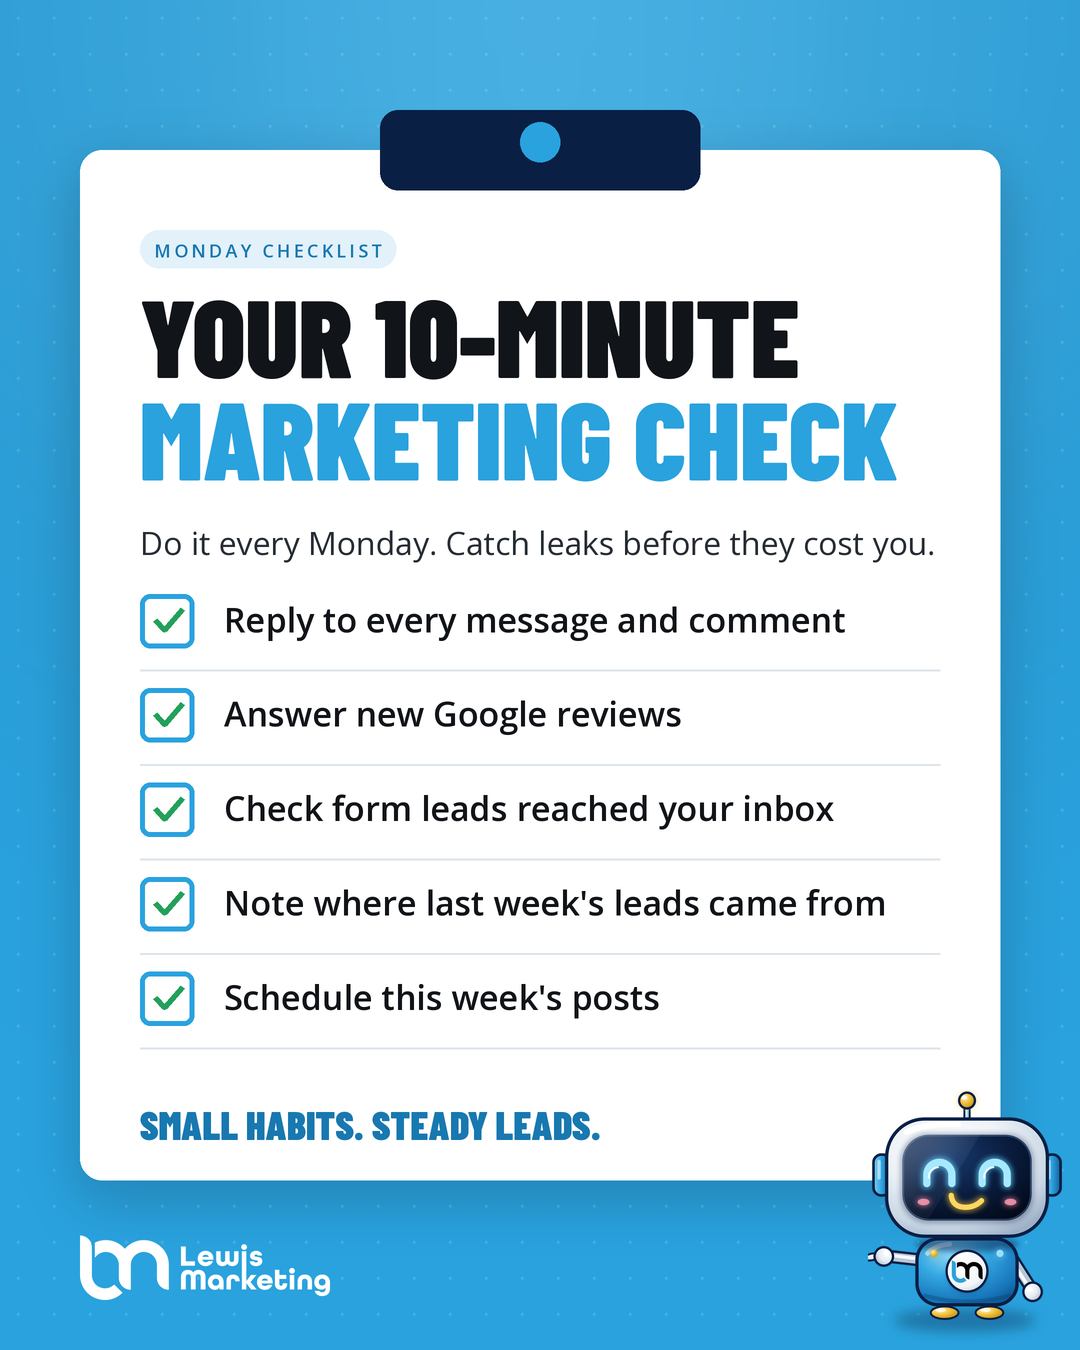 MONDAY CHECKLIST
YOUR 10-MINUTE
MARKETING CHECK
Do it every Monday. Catch leaks before they cost you.
Reply to every message and comment
Answer new Google reviews
Check form leads reached your inbox
Note where last week's leads came from
Schedule this week's posts
SMALL HABITS. STEADY LEADS.
Lewis
Marketing